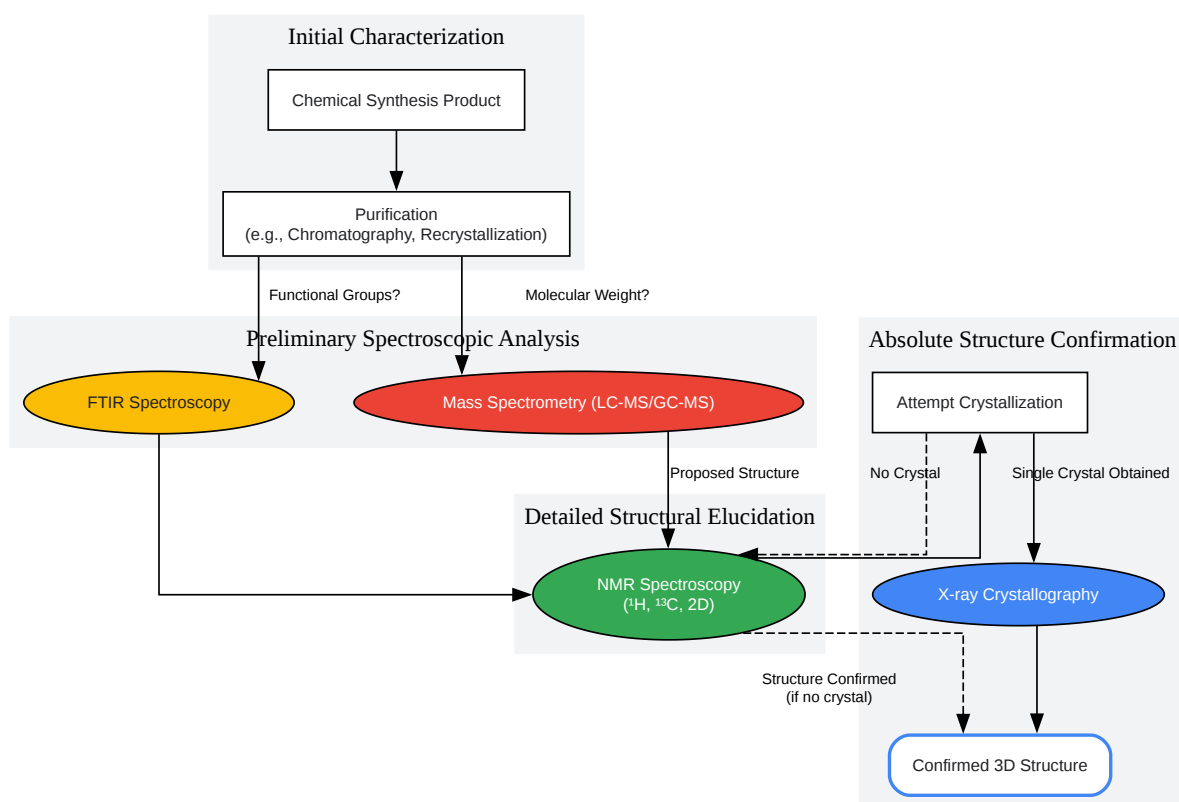 Initial Characterization
Chemical Synthesis Product
Purification
(e.g., Chromatography, Recrystallization)
Functional Groups?
Molecular Weight?
Preliminary Spectroscopic Analysis
Absolute Structure Confirmation
FTIR Spectroscopy
Mass Spectrometry (LC-MS/GC-MS)
Attempt Crystallization
Proposed Structure
No Crystal
Single Crystal Obtained
Detailed Structural Elucidation
NMR Spectroscopy
(¹H, ¹³C, 2D)
X-ray Crystallography
Structure Confirmed
(if no crystal)
Confirmed 3D Structure